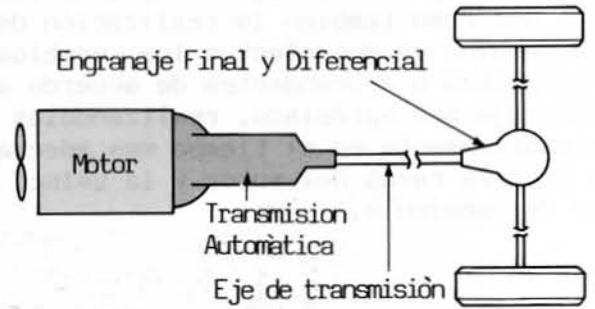 Engranaje Final y Diferencial
Motor
Transmision
Automàtica
Eje de transmisiòn